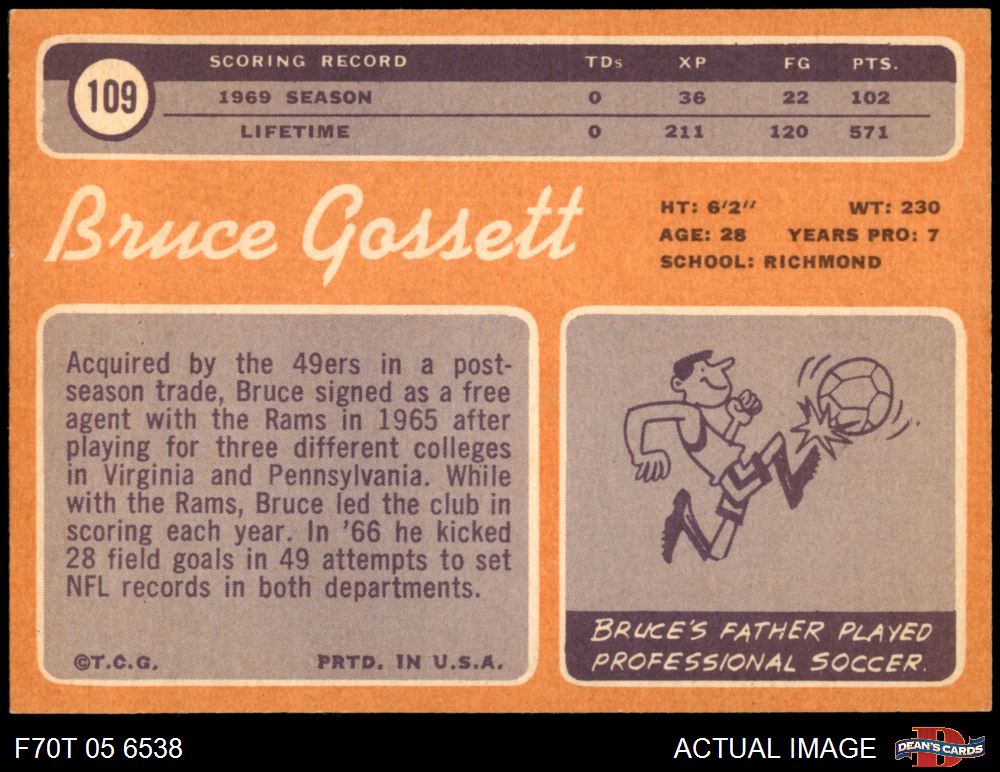 SCORING RECORD TDs XP FG PTS.
109
1969 SEASON 0 36 22 102
LIFETIME 0 211 120 571
Bruce Gossett
HT: 6'2" WT: 230
AGE: 28 YEARS PRO: 7
SCHOOL: RICHMOND
Acquired by the 49ers in a post-
season trade, Bruce signed as a free
agent with the Rams in 1965 after
playing for three different colleges
in Virginia and Pennsylvania. While
with the Rams, Bruce led the club in
scoring each year. In '66 he kicked
28 field goals in 49 attempts to set
NFL records in both departments.
©T.C.G. PRTD. IN U.S.A.
BRUCE'S FATHER PLAYED
PROFESSIONAL SOCCER.
F70T 05 6538 ACTUAL IMAGE
D
DEAN'S CARDS